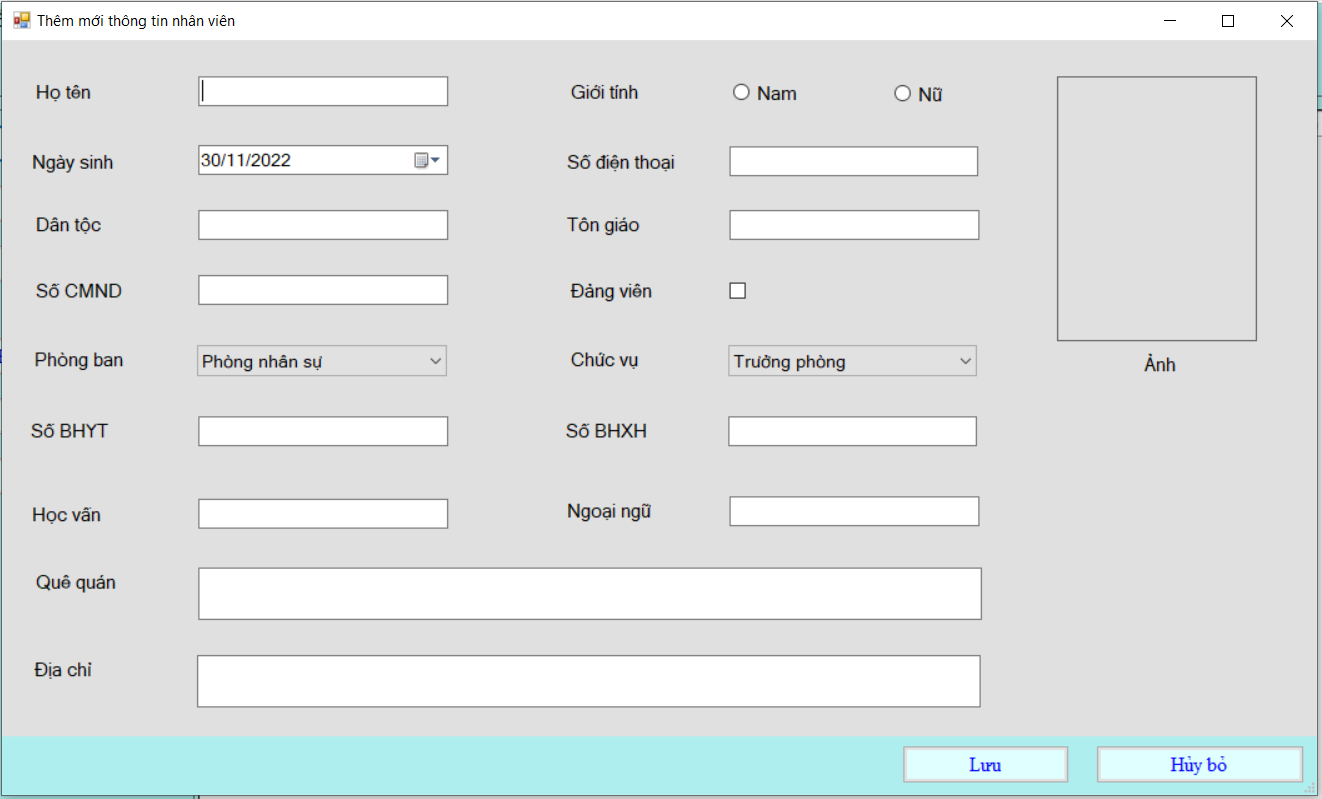 Thêm mới thông tin nhân viên
Họ tên
Giới tính
Nam
Nữ
Ngày sinh
30/11/2022
Số điện thoại
Dân tộc
Tôn giáo
Số CMND
Đảng viên
Phòng ban
Phòng nhân sự
Chức vụ
Trưởng phòng
Ảnh
Số BHYT
Số BHXH
Học vấn
Ngoại ngữ
Quê quán
Địa chỉ
Lưu
Hủy bỏ